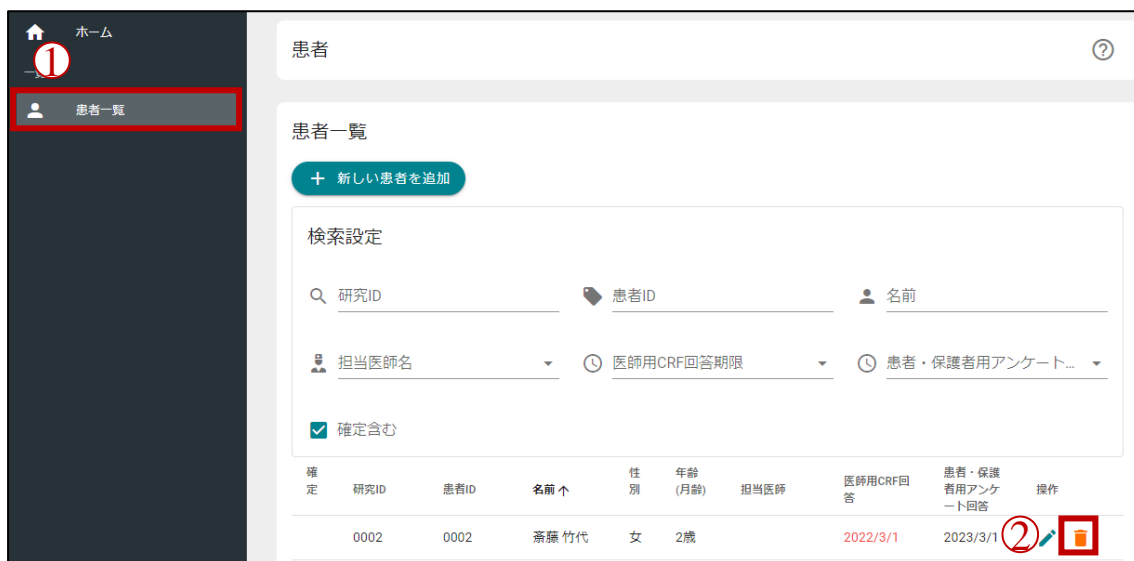 ホーム
①
患者一覧
患者
患者一覧
+ 新しい患者を追加
検索設定
研究ID
患者ID
名前
担当医師名
医師用CRF回答期限
患者・保護者用アンケート...
確定含む
確定
研究ID
患者ID
名前↑
性別
年齢
(月齢)
担当医師
医師用CRF回
答
患者・保護
者用アンケ
ート回答
操作
0002
0002
斎藤 竹代
女
2歳
2022/3/1
2023/3/1
②